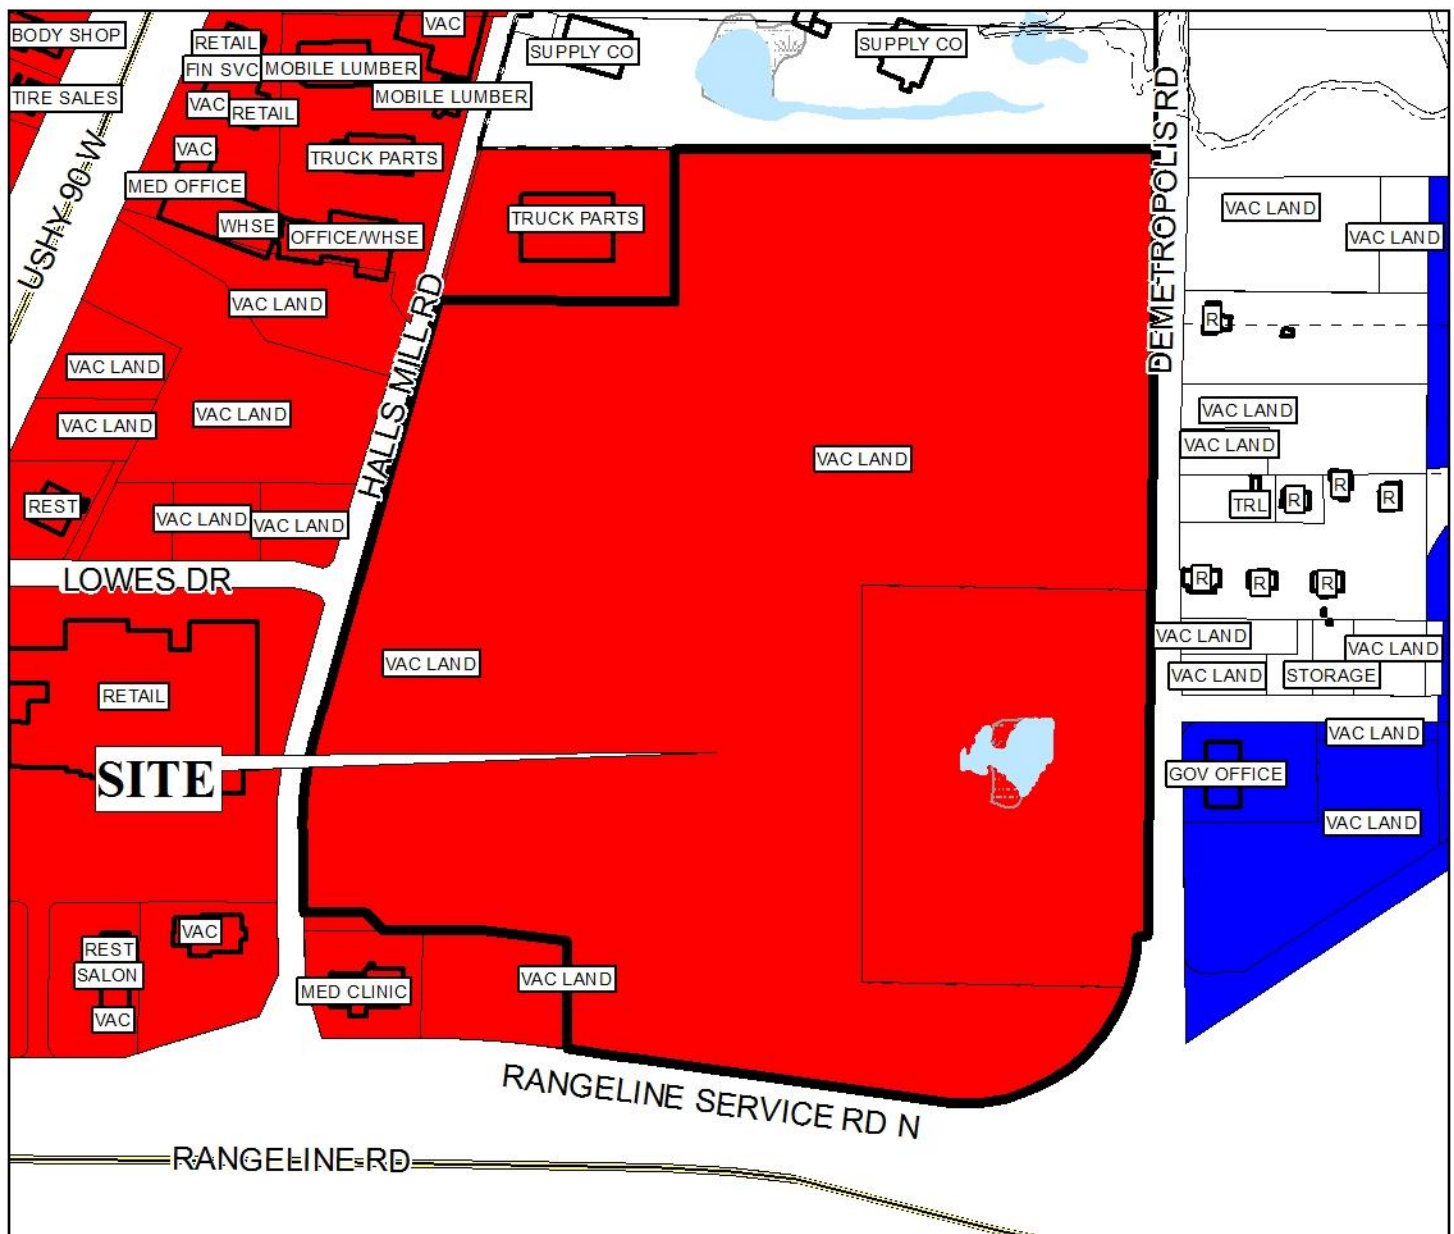 BODY SHOP
VAC
RETAIL
SUPPLY CO
SUPPLY CO
FIN SVC
MOBILE LUMBER
TIRE SALES
VAC
RETAIL
MOBILE LUMBER
VAC
TRUCK PARTS
MED OFFICE
TRUCK PARTS
WHSE
OFFICE/WHSE
USHY 90 W
VAC LAND
HALLS MILL RD
DEMETROPOLIS RD
VAC LAND
VAC LAND
R
VAC LAND
VAC LAND
VAC LAND
VAC LAND
VAC LAND
VAC LAND
REST
VAC LAND
VAC LAND
TRL
R
R
R
LOWES DR
R
R
R
VAC LAND
VAC LAND
VAC LAND
VAC LAND
STORAGE
RETAIL
SITE
VAC LAND
GOV OFFICE
VAC LAND
VAC
REST
SALON
VAC
MED CLINIC
VAC LAND
RANGELINE SERVICE RD N
RANGELINE RD